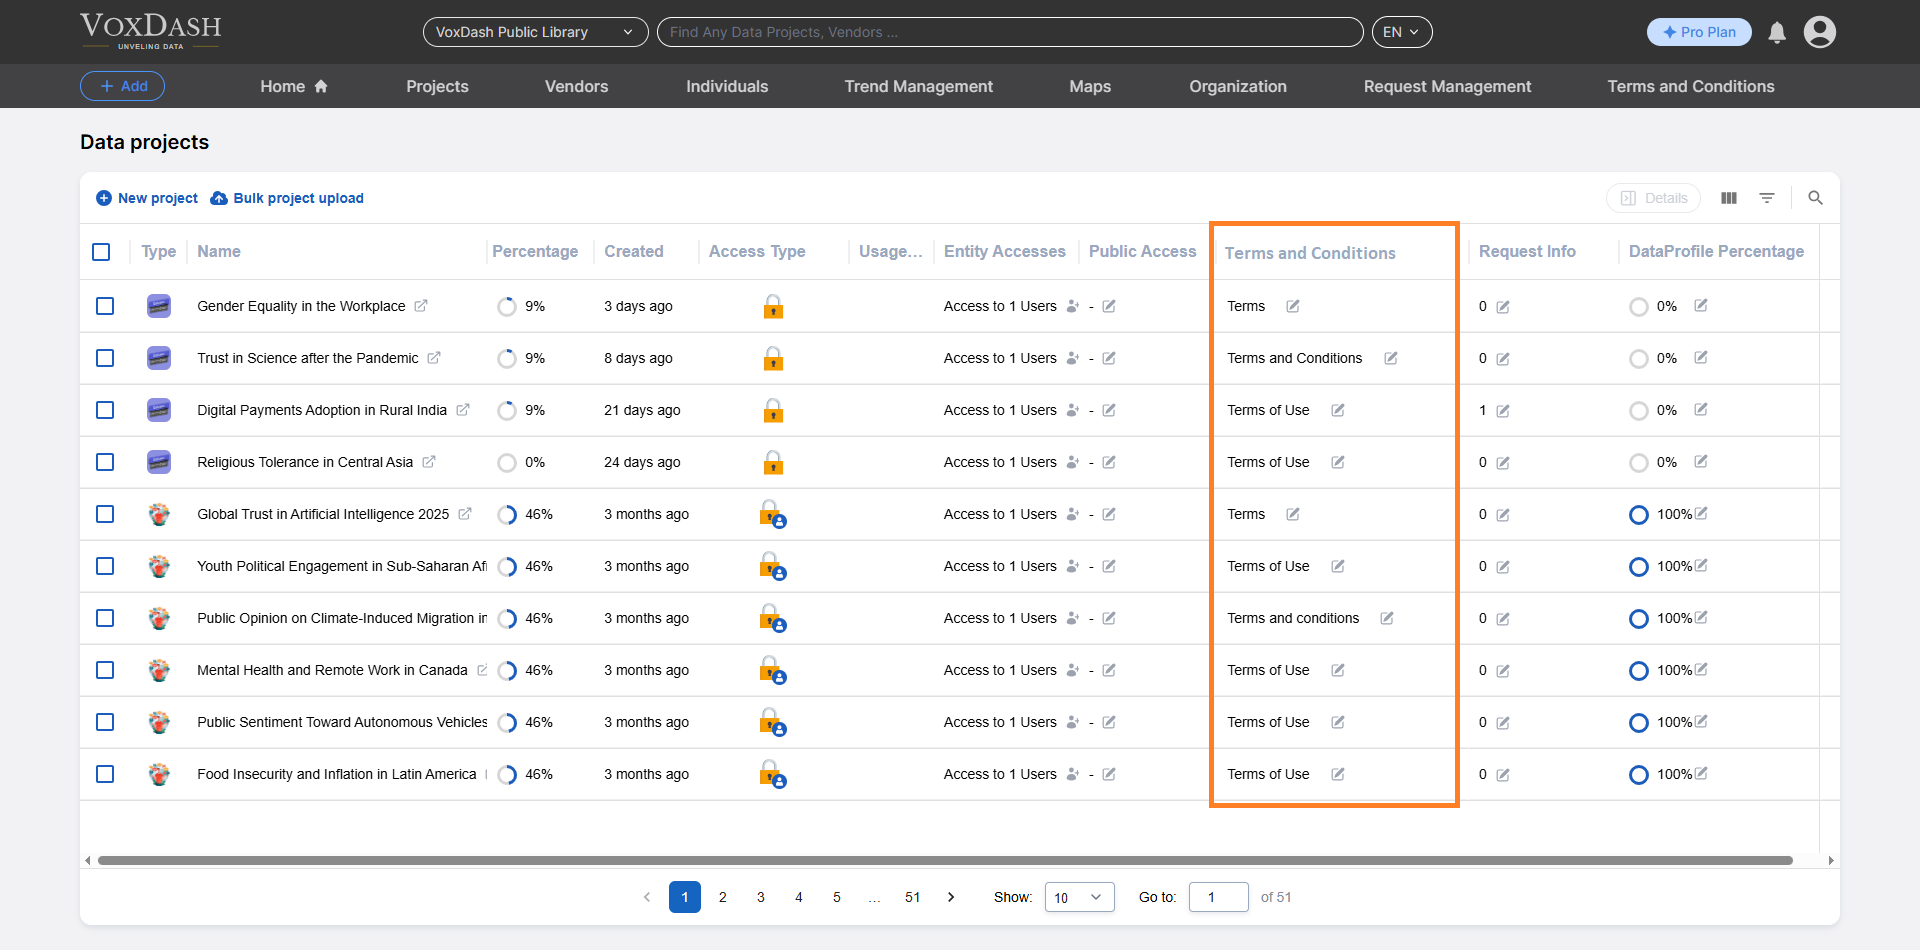 VOXDASH
UNVELING DATA
VoxDash Public Library
Find Any Data Projects, Vendors ...
EN
Pro Plan
+ Add
Home
Projects
Vendors
Individuals
Trend Management
Maps
Organization
Request Management
Terms and Conditions
Data projects
New project
Bulk project upload
Details
Type Name Percentage Created Access Type Usage... Entity Accesses Public Access Terms and Conditions Request Info DataProfile Percentage
Gender Equality in the Workplace 9% 3 days ago Access to 1 Users - Terms 0 0%
Trust in Science after the Pandemic 9% 8 days ago Access to 1 Users - Terms and Conditions 0 0%
Digital Payments Adoption in Rural India 9% 21 days ago Access to 1 Users - Terms of Use 1 0%
Religious Tolerance in Central Asia 0% 24 days ago Access to 1 Users - Terms of Use 0 0%
Global Trust in Artificial Intelligence 2025 46% 3 months ago Access to 1 Users - Terms 0 100%
Youth Political Engagement in Sub-Saharan Af 46% 3 months ago Access to 1 Users - Terms of Use 0 100%
Public Opinion on Climate-Induced Migration in 46% 3 months ago Access to 1 Users - Terms and conditions 0 100%
Mental Health and Remote Work in Canada 46% 3 months ago Access to 1 Users - Terms of Use 0 100%
Public Sentiment Toward Autonomous Vehicles 46% 3 months ago Access to 1 Users - Terms of Use 0 100%
Food Insecurity and Inflation in Latin America 46% 3 months ago Access to 1 Users - Terms of Use 0 100%
< 1 2 3 4 5 ... 51 > Show: 10 Go to: 1 of 51